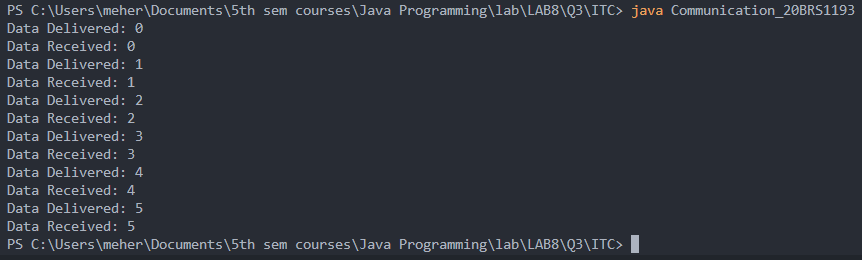 PS C:\Users\meher\Documents\5th sem courses\Java Programming\lab\LAB8\Q3\ITC> java Communication_20BRS1193
Data Delivered: 0
Data Received: 0
Data Delivered: 1
Data Received: 1
Data Delivered: 2
Data Received: 2
Data Delivered: 3
Data Received: 3
Data Delivered: 4
Data Received: 4
Data Delivered: 5
Data Received: 5
PS C:\Users\meher\Documents\5th sem courses\Java Programming\lab\LAB8\Q3\ITC>